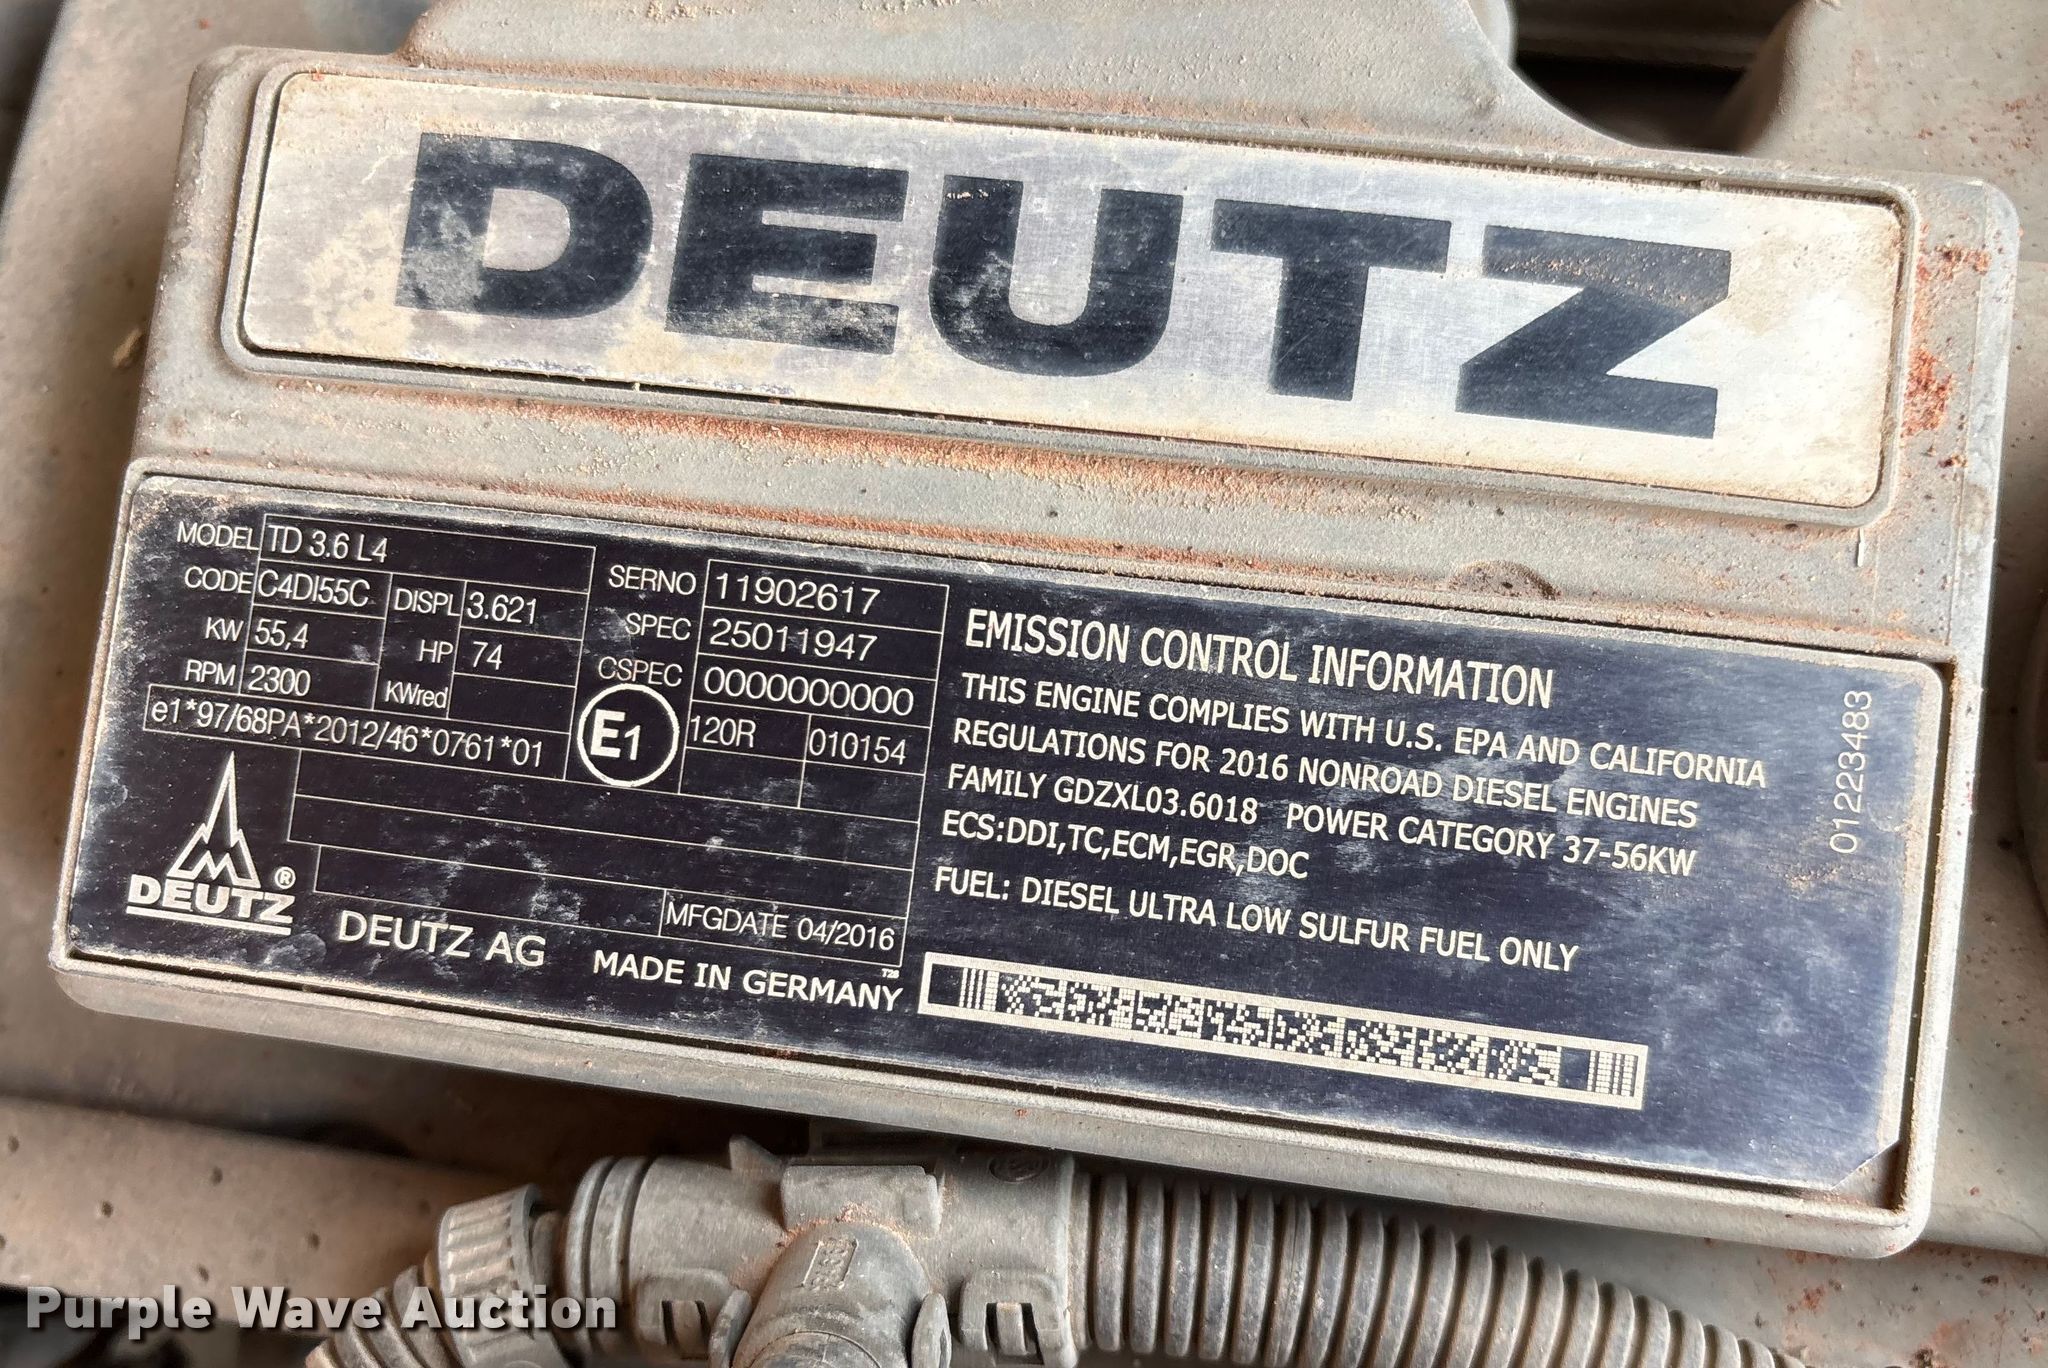 DEUTZ
MODEL TD 3.6 L4
CODE C4DI55C DISPL 3.621
KW 55,4 HP 74
RPM 2300 KWred
e1*97/68PA*2012/46*0761*01
SERNO 11902617
SPEC 25011947
CSPEC 0000000000
E1 120R 010154
DEUTZ ®
MFGDATE 04/2016
DEUTZ AG MADE IN GERMANY
T28
EMISSION CONTROL INFORMATION
THIS ENGINE COMPLIES WITH U.S. EPA AND CALIFORNIA
REGULATIONS FOR 2016 NONROAD DIESEL ENGINES
FAMILY GDZXL03.6018 POWER CATEGORY 37-56KW
ECS:DDI,TC,ECM,EGR,DOC
FUEL: DIESEL ULTRA LOW SULFUR FUEL ONLY
01223483
Purple Wave Auction